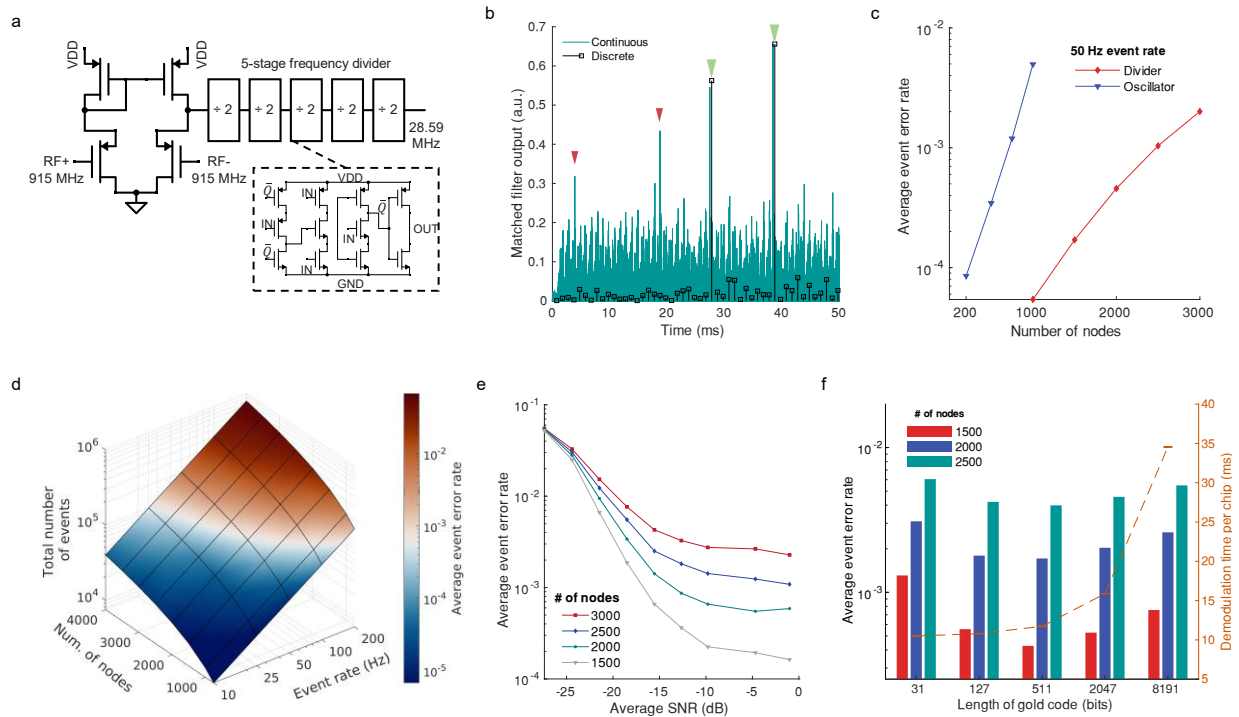 a
VDD
VDD
5-stage frequency divider
÷ 2
÷ 2
÷ 2
÷ 2
÷ 2
28.59
MHz
RF+
915 MHz
RF-
915 MHz
VDD
Q̅
IN
IN
Q̅
IN
OUT
Q̅
IN
GND
b
Continuous
Discrete
Matched filter output (a.u.)
0.7
0.6
0.5
0.4
0.3
0.2
0.1
0
0 10 20 30 40 50
Time (ms)
c
50 Hz event rate
Divider
Oscillator
Average event error rate
10⁻²
10⁻³
10⁻⁴
200 1000 2000 3000
Number of nodes
d
Total number
of events
10⁶
10⁵
10⁴
4000
3000
2000
1000
Num. of nodes
10 25 50 100 200
Event rate (Hz)
10⁻²
10⁻³
10⁻⁴
10⁻⁵
Average event error rate
e
Average event error rate
10⁻¹
10⁻²
10⁻³
10⁻⁴
# of nodes
3000
2500
2000
1500
-25 -20 -15 -10 -5 0
Average SNR (dB)
f
# of nodes
1500
2000
2500
Average event error rate
10⁻²
10⁻³
31 127 511 2047 8191
Length of gold code (bits)
40
35
30
25
20
15
10
5
Demodulation time per chip (ms)